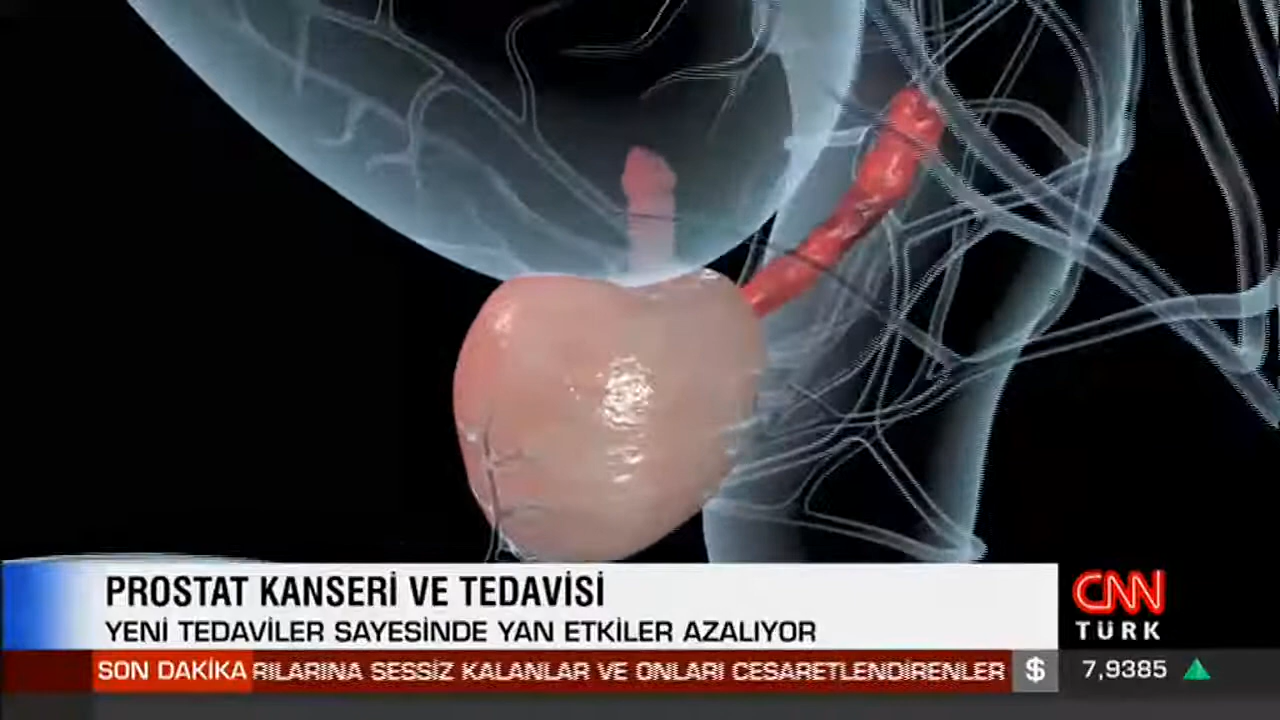 PROSTAT KANSERİ VE TEDAVİSİ
YENİ TEDAVİLER SAYESİNDE YAN ETKİLER AZALIYOR
CNN
TÜRK
SON DAKİKA RILARINA SESSİZ KALANLAR VE ONLARI CESARETLENDİRENLER $ 7,9385